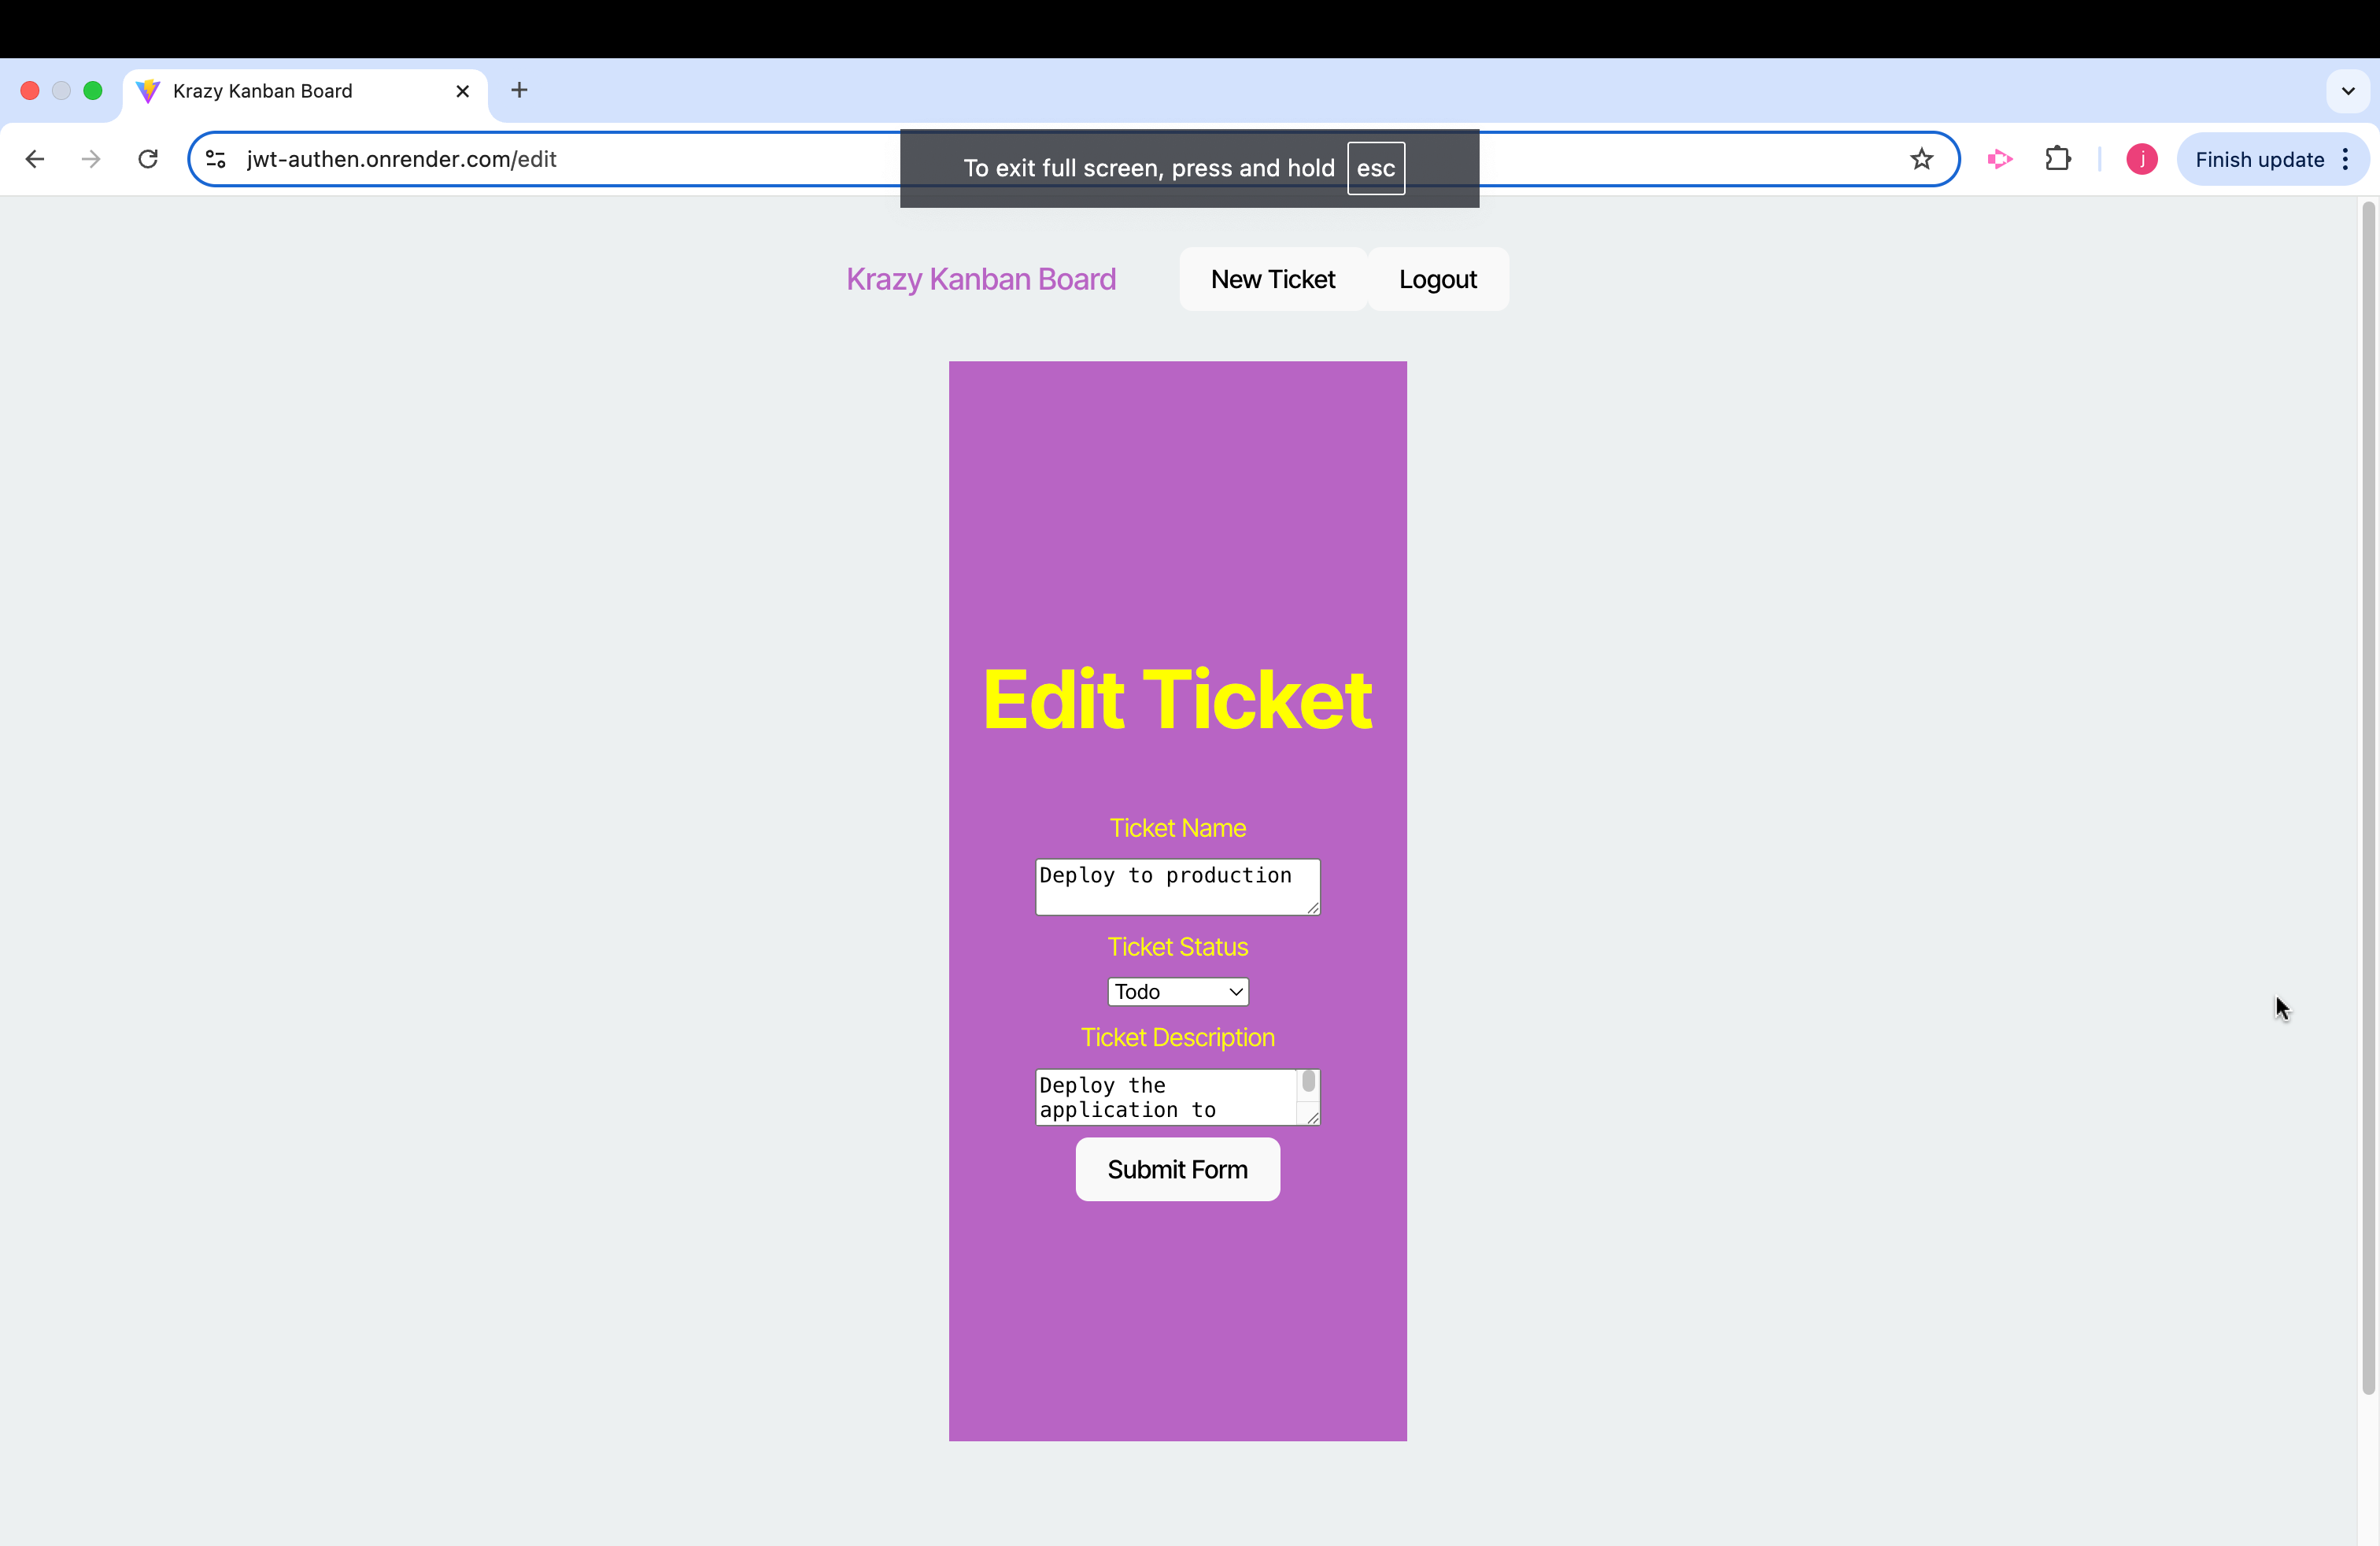 Krazy Kanban Board
jwt-authen.onrender.com/edit
To exit full screen, press and hold esc
j
Finish update
Krazy Kanban Board
New Ticket
Logout
Edit Ticket
Ticket Name
Deploy to production
Ticket Status
Todo
Ticket Description
Deploy the
application to
Submit Form